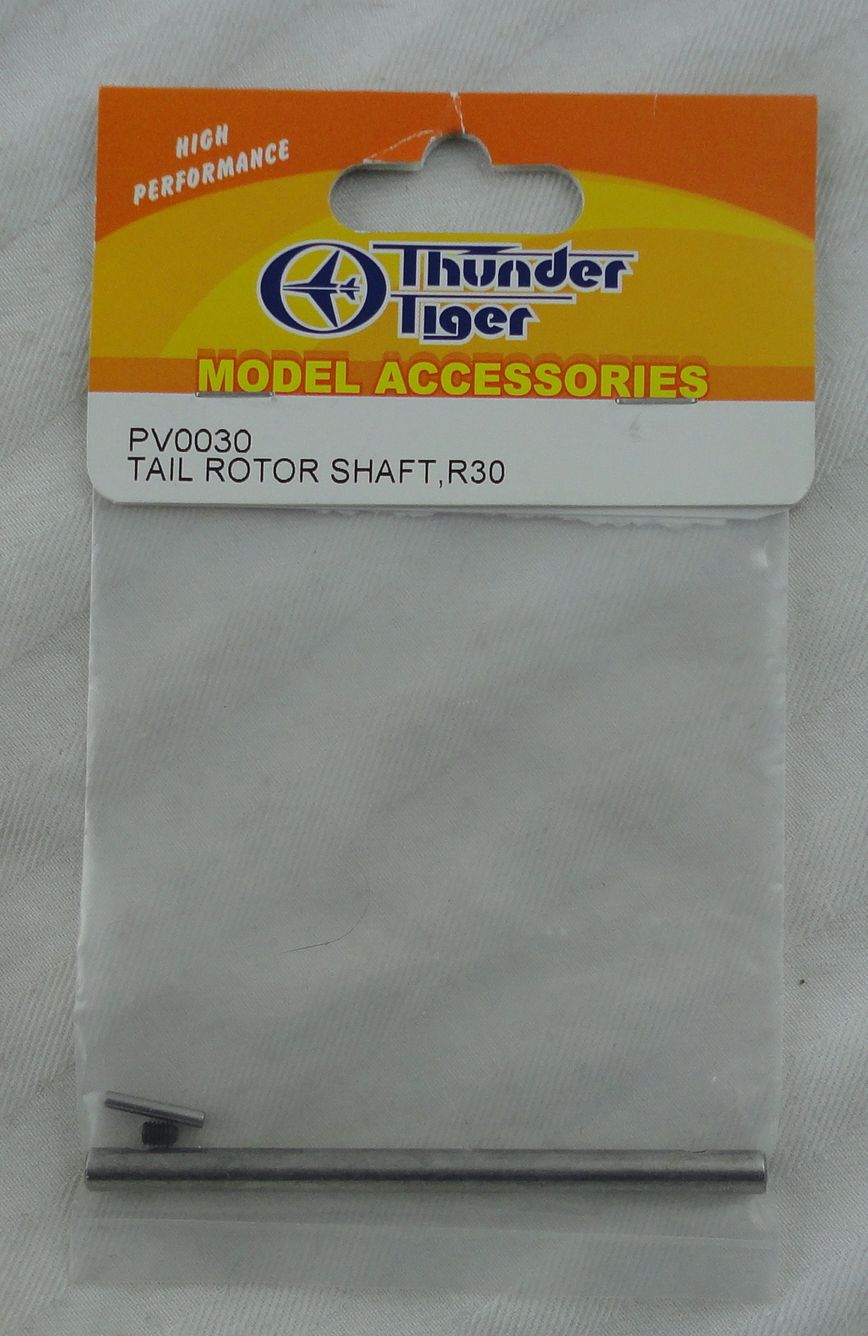 HIGH
PERFORMANCE
Thunder
Tiger
MODEL ACCESSORIES
PV0030
TAIL ROTOR SHAFT,R30